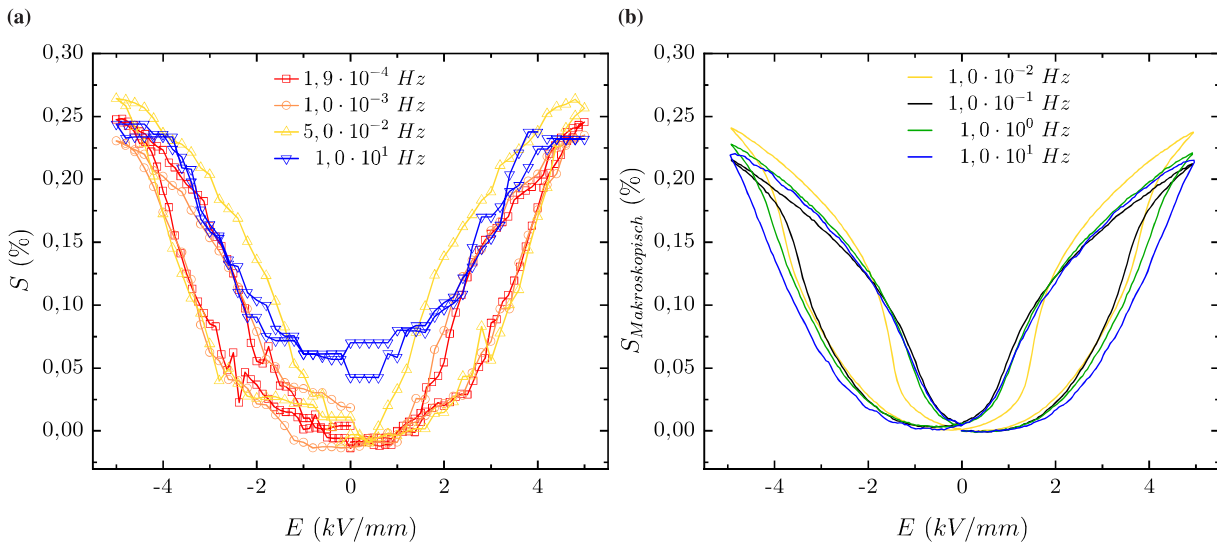 (a)
(b)
0,30
0,25
0,20
0,15
0,10
0,05
0,00
S (%)
1,9 · 10⁻⁴ Hz
1,0 · 10⁻³ Hz
5,0 · 10⁻² Hz
1,0 · 10¹ Hz
-4 -2 0 2 4
E (kV/mm)
0,30
0,25
0,20
0,15
0,10
0,05
0,00
S_Makroskopisch (%)
1,0 · 10⁻² Hz
1,0 · 10⁻¹ Hz
1,0 · 10⁰ Hz
1,0 · 10¹ Hz
-4 -2 0 2 4
E (kV/mm)